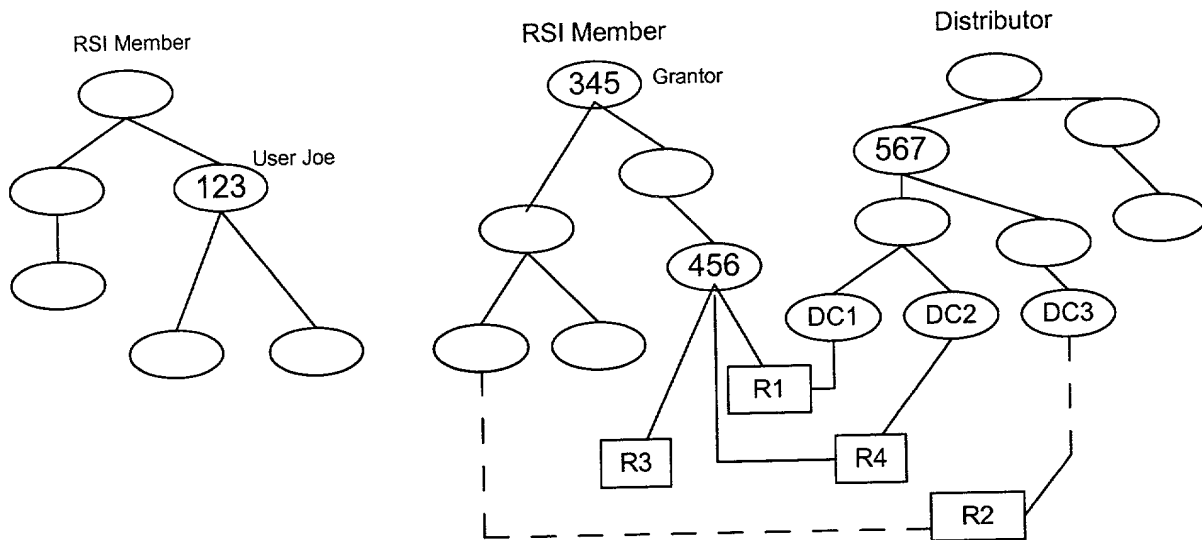 RSI Member
RSI Member
Distributor
345
Grantor
User Joe
123
567
456
DC1
DC2
DC3
R1
R3
R4
R2